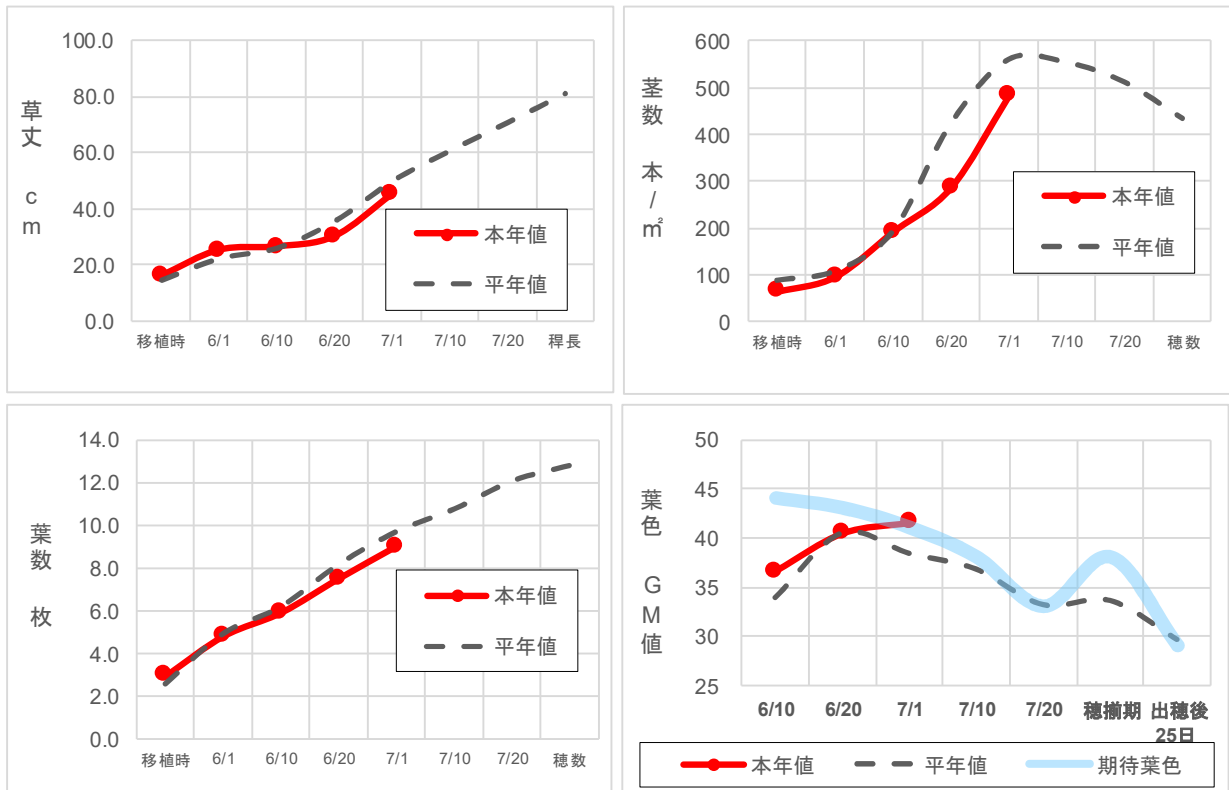 草丈 cm
100.0
80.0
60.0
40.0
20.0
0.0
本年値
平年値
移植時 6/1 6/10 6/20 7/1 7/10 7/20 稈長
茎数 本/㎡
600
500
400
300
200
100
0
本年値
平年値
移植時 6/1 6/10 6/20 7/1 7/10 7/20 穂数
葉数 枚
14.0
12.0
10.0
8.0
6.0
4.0
2.0
0.0
本年値
平年値
移植時 6/1 6/10 6/20 7/1 7/10 7/20 穂数
葉色 GM値
50
45
40
35
30
25
6/10 6/20 7/1 7/10 7/20 穂揃期 出穂後
25日
本年値 平年値 期待葉色